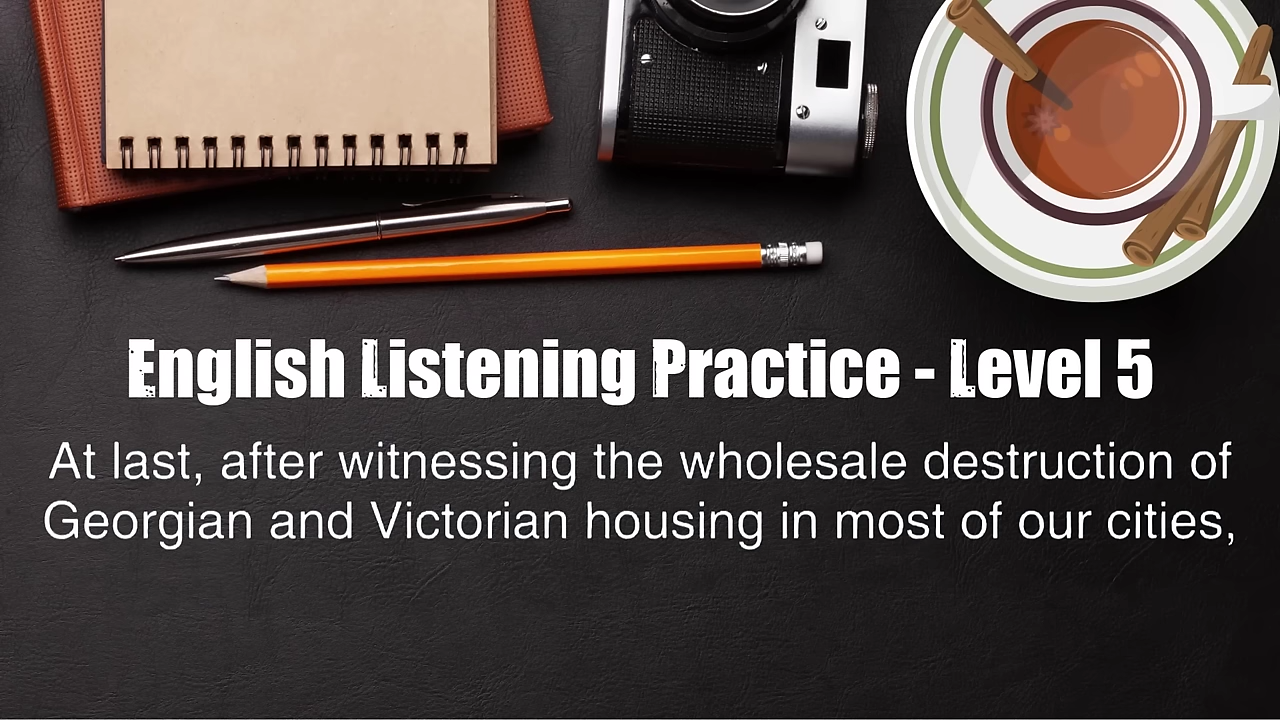 English Listening Practice - Level 5
At last, after witnessing the wholesale destruction of
Georgian and Victorian housing in most of our cities,